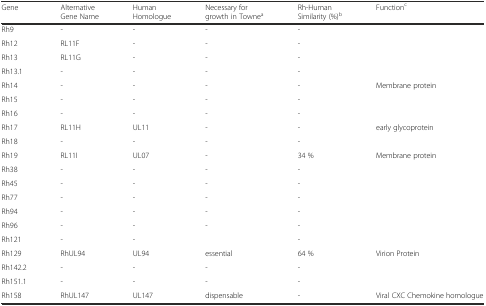 Gene Alternative Gene Name Human Homologue Necessary for growth in Towne^a Rh-Human Similarity (%)^b Function^c
Rh9 - - - -
Rh12 RL11F - - -
Rh13 RL11G - - -
Rh13.1 - - - -
Rh14 - - - - Membrane protein
Rh15 - - - -
Rh16 - - - -
Rh17 RL11H UL11 - - early glycoprotein
Rh18 - - - -
Rh19 RL11I UL07 - 34 % Membrane protein
Rh38 - - - -
Rh45 - - - -
Rh77 - - - -
Rh94 - - - -
Rh96 - - - -
Rh121 - - -
Rh129 RhUL94 UL94 essential 64 % Virion Protein
Rh142.2 - - - -
Rh151.1 - - - -
Rh158 RhUL147 UL147 dispensable - Viral CXC Chemokine homologue